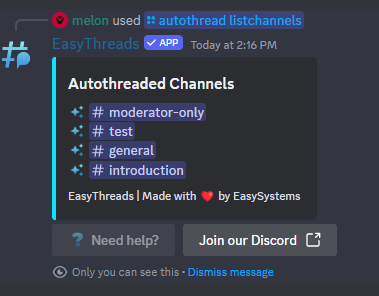 melon used autothread listchannels
EasyThreads ✓ APP Today at 2:16 PM
Autothreaded Channels
# moderator-only
# test
# general
# introduction
EasyThreads | Made with ❤️ by EasySystems
? Need help? Join our Discord
Only you can see this • Dismiss message